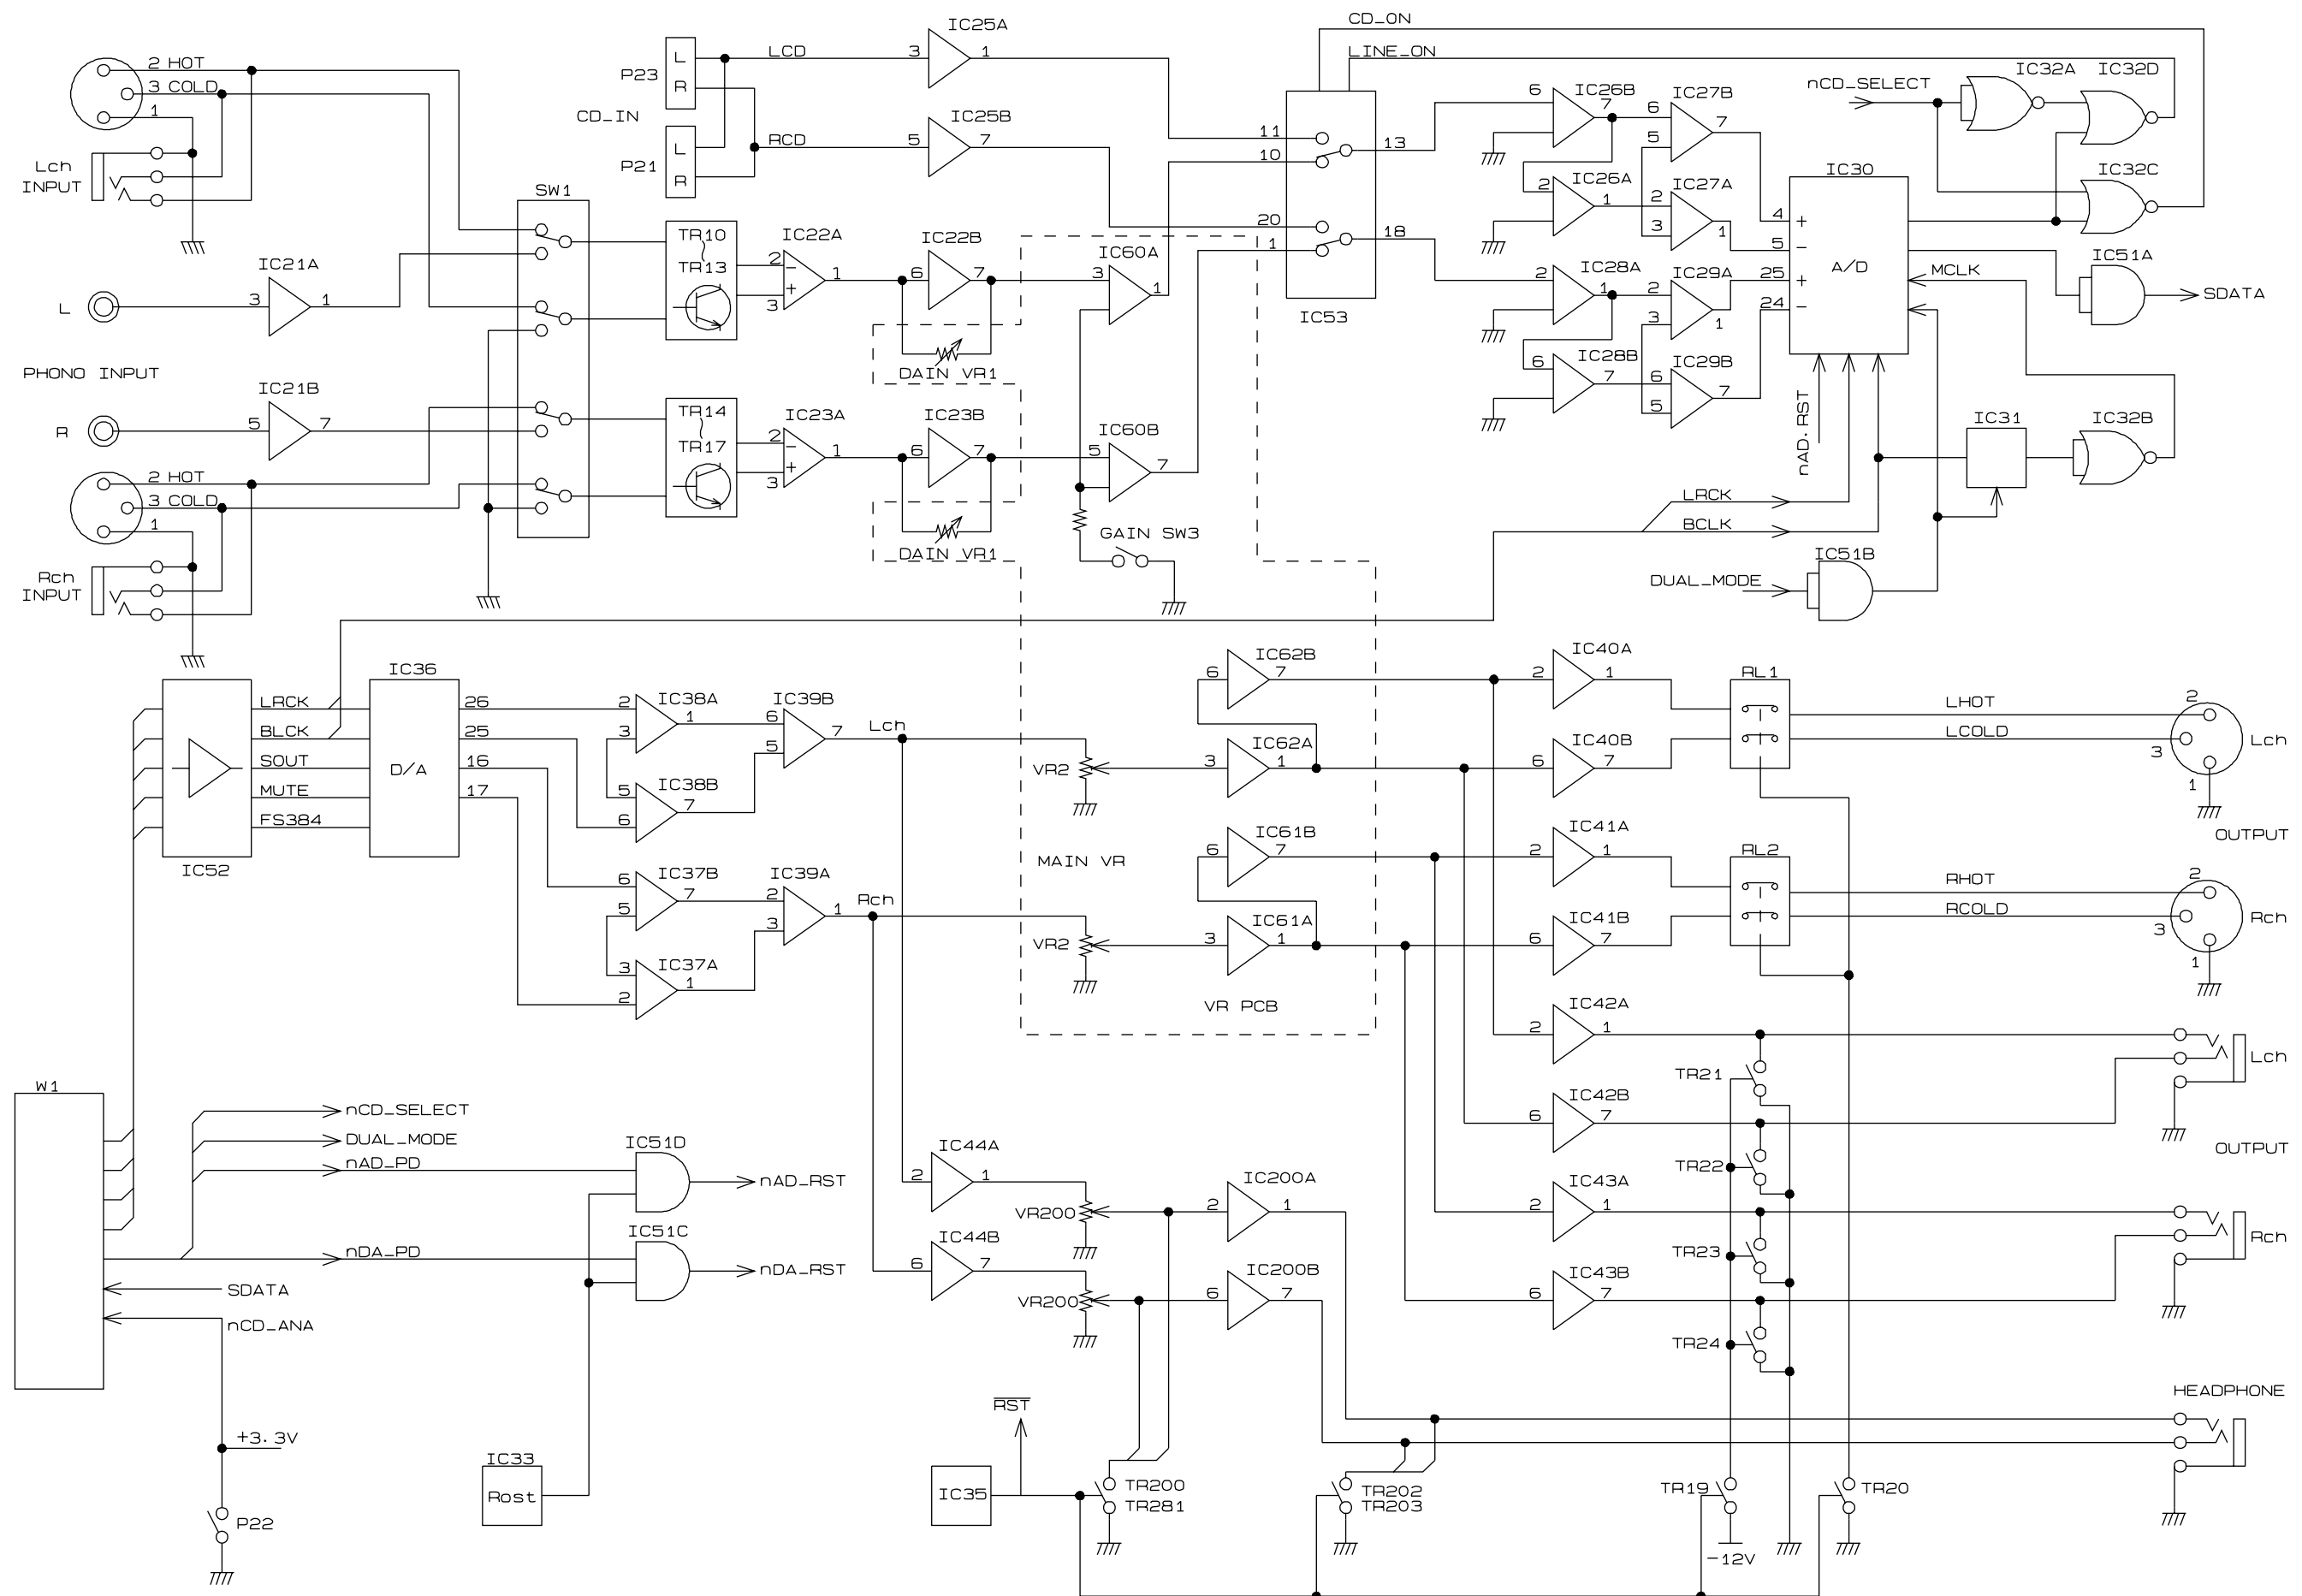 CD_ON
LINE_ON
IC25A
2 HOT
3 COLD
1
P23
L
R
LCD
3
1
CD_IN
P21
L
R
RCD
IC25B
5
7
Lch
INPUT
SW1
IC21A
L
3
1
PHONO INPUT
IC21B
R
5
7
2 HOT
3 COLD
1
Rch
INPUT
TR10
TR13
IC22A
2
-
+
3
1
IC22B
6
7
DAIN VR1
TR14
TR17
IC23A
2
-
+
3
1
IC23B
6
7
DAIN VR1
IC60A
3
1
IC60B
5
7
GAIN SW3
11
10
20
1
13
18
IC53
6
IC26B
7
2
IC26A
1
IC27B
6
5
7
IC27A
2
3
1
2
IC28A
1
6
IC28B
7
IC29A
2
3
1
IC29B
6
5
7
nCD_SELECT
IC32A
IC32D
IC32C
IC30
4
+
5
-
25
+
24
-
A/D
MCLK
IC51A
SDATA
nAD.RST
IC31
IC32B
LRCK
BCLK
DUAL_MODE
IC51B
IC52
LRCK
BLCK
SOUT
MUTE
FS384
IC36
D/A
26
25
16
17
IC38A
2
3
1
IC38B
5
6
7
IC39B
6
5
7
Lch
IC37B
6
5
7
IC37A
3
2
1
IC39A
2
3
1
Rch
VR2
MAIN VR
VR2
IC62B
6
7
IC62A
3
1
IC61B
6
7
IC61A
3
1
VR PCB
IC40A
2
1
IC40B
6
7
RL1
LHOT
LCOLD
2
3
1
Lch
OUTPUT
IC41A
2
1
IC41B
6
7
RL2
RHOT
RCOLD
2
3
1
Rch
IC42A
2
1
TR21
Lch
IC42B
6
7
TR22
OUTPUT
IC43A
2
1
TR23
Rch
IC43B
6
7
TR24
HEADPHONE
W1
nCD_SELECT
DUAL_MODE
nAD_PD
nDA_PD
SDATA
nCD_ANA
+3.3V
P22
IC51D
nAD_RST
IC51C
nDA_RST
IC33
Rost
IC44A
2
1
VR200
IC44B
6
7
VR200
IC200A
2
1
IC200B
6
7
RST
IC35
TR200
TR281
TR202
TR203
TR19
-12V
TR20